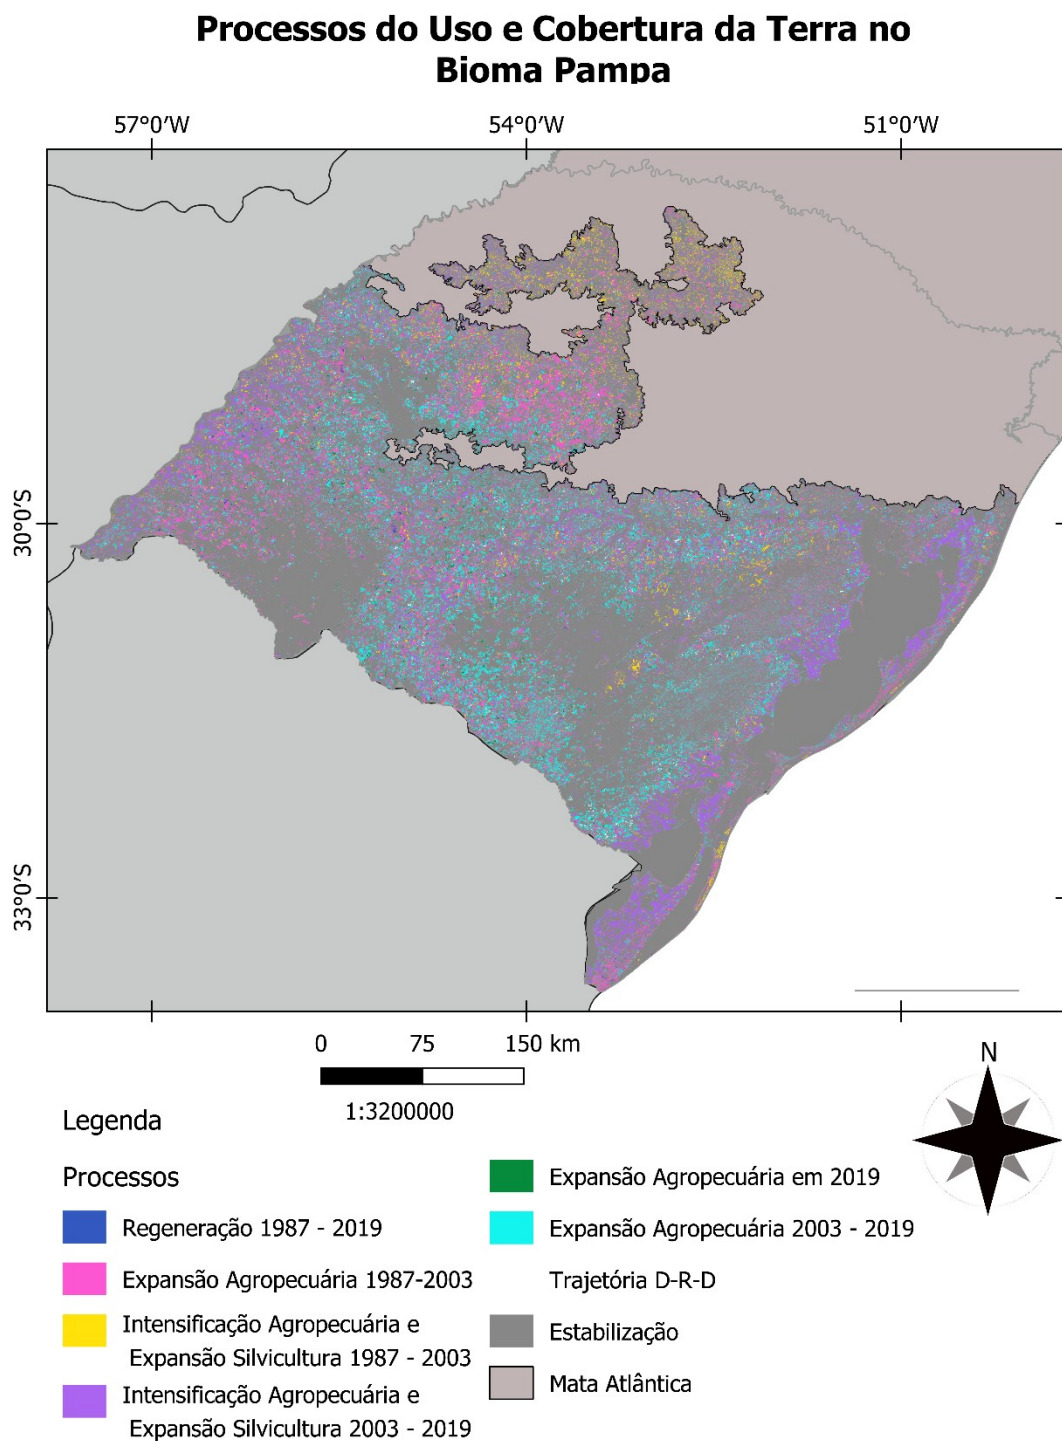 Processos do Uso e Cobertura da Terra no
Bioma Pampa
57°0′W
54°0′W
51°0′W
30°0′S
33°0′S
0 75 150 km
1:3200000
N
Legenda
Processos
Regeneração 1987 - 2019
Expansão Agropecuária 1987-2003
Intensificação Agropecuária e
Expansão Silvicultura 1987 - 2003
Intensificação Agropecuária e
Expansão Silvicultura 2003 - 2019
Expansão Agropecuária em 2019
Expansão Agropecuária 2003 - 2019
Trajetória D-R-D
Estabilização
Mata Atlântica